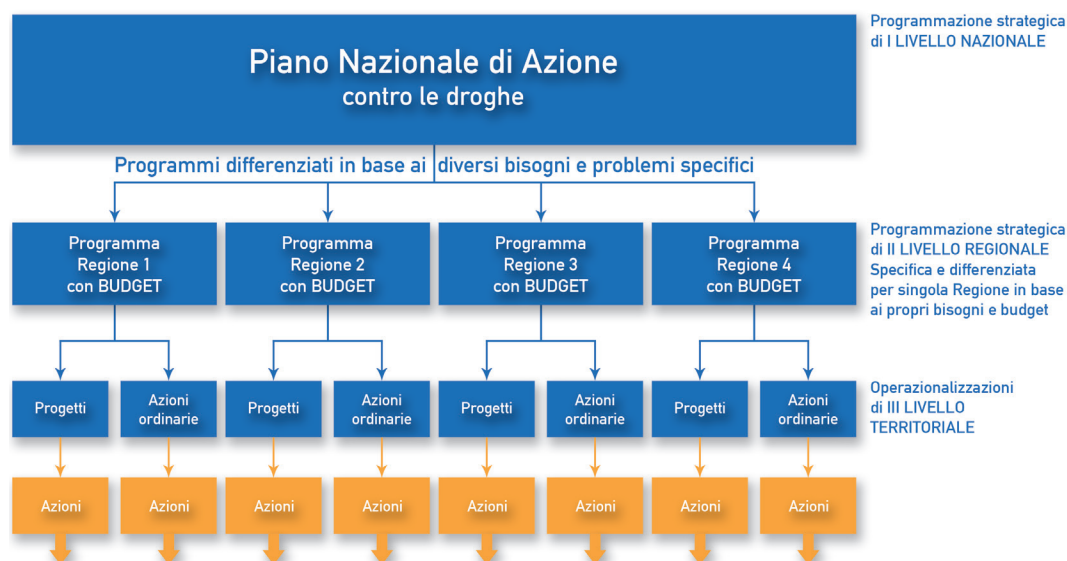 Piano Nazionale di Azione
contro le droghe
Programmazione strategica
di I LIVELLO NAZIONALE
Programmi differenziati in base ai diversi bisogni e problemi specifici
Programma
Regione 1
con BUDGET
Programma
Regione 2
con BUDGET
Programma
Regione 3
con BUDGET
Programma
Regione 4
con BUDGET
Programmazione strategica
di II LIVELLO REGIONALE
Specifica e differenziata
per singola Regione in base
ai propri bisogni e budget
Progetti
Azioni
ordinarie
Progetti
Azioni
ordinarie
Progetti
Azioni
ordinarie
Progetti
Azioni
ordinarie
Operazionalizzazioni
di III LIVELLO
TERRITORIALE
Azioni
Azioni
Azioni
Azioni
Azioni
Azioni
Azioni
Azioni